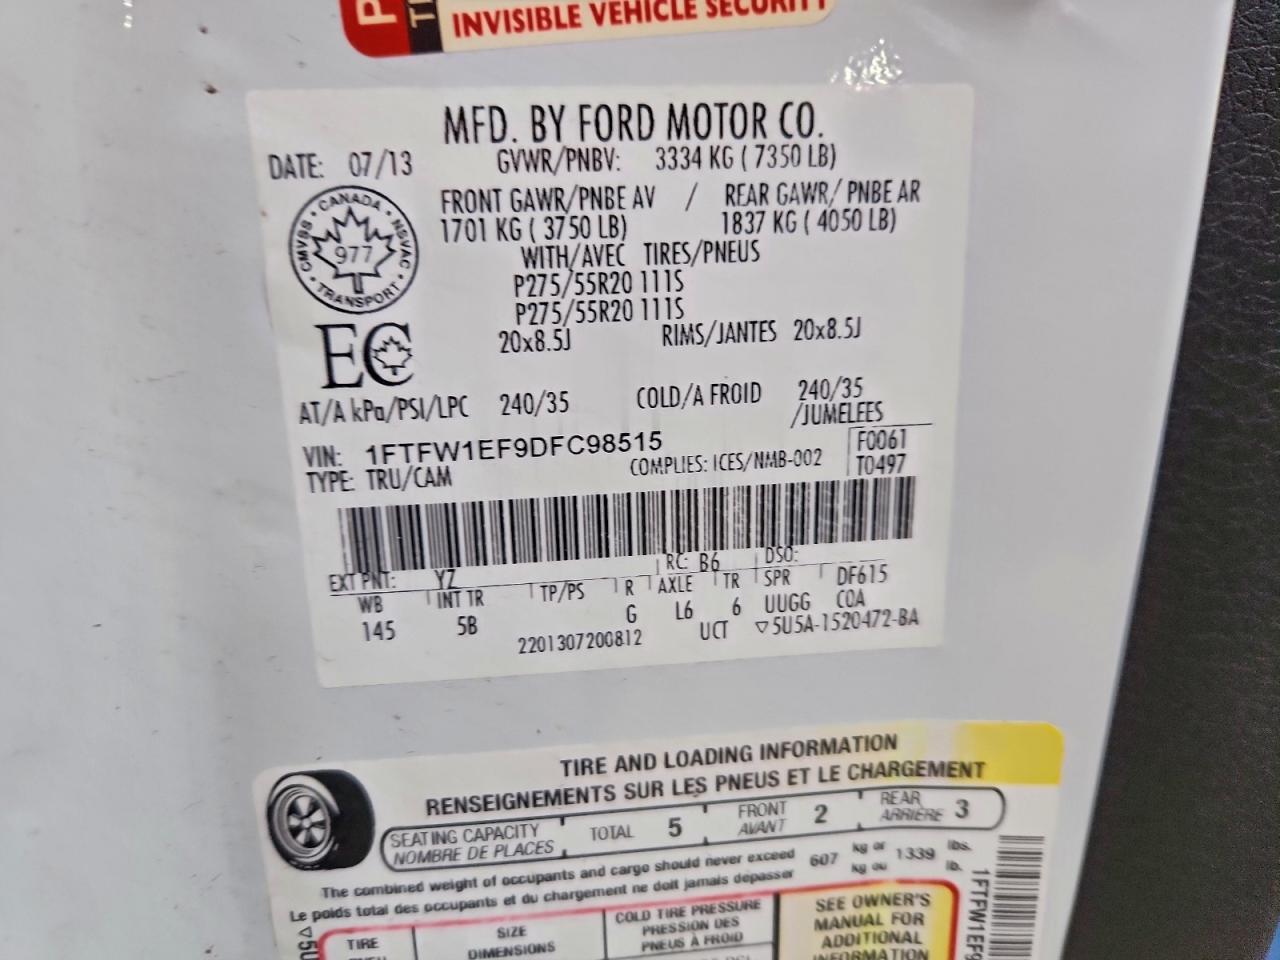 INVISIBLE VEHICLE SECURITY
MFD. BY FORD MOTOR CO.
DATE: 07/13 GVWR/PNBV: 3334 KG ( 7350 LB)
FRONT GAWR/PNBE AV / REAR GAWR/ PNBE AR
1701 KG ( 3750 LB) 1837 KG ( 4050 LB)
WITH/AVEC TIRES/PNEUS
P275/55R20 111S
P275/55R20 111S
20x8.5J RIMS/JANTES 20x8.5J
CANADA
CMVSS NSVAC
977
TRANSPORT
EC
AT/A kPa/PSI/LPC 240/35 COLD/A FROID 240/35
/JUMELEES
VIN: 1FTFW1EF9DFC98515 F0061
TYPE: TRU/CAM COMPLIES: ICES/NMB-002 T0497
EXT PNT: YZ RC: B6 DSO:
WB INT TR TP/PS R AXLE TR SPR DF615
145 5B G L6 6 UUGG COA
2201307200812 UCT ▽5U5A-1520472-BA
TIRE AND LOADING INFORMATION
RENSEIGNEMENTS SUR LES PNEUS ET LE CHARGEMENT
SEATING CAPACITY TOTAL 5 FRONT 2 REAR 3
NOMBRE DE PLACES AVANT ARRIÈRE
The combined weight of occupants and cargo should never exceed 607 kg or 1339 lbs.
Le poids total des occupants et du chargement ne doit jamais dépasser kg ou lb.
TIRE SIZE COLD TIRE PRESSURE SEE OWNER'S
DIMENSIONS PRESSION DES MANUAL FOR
PNEUS À FROID ADDITIONAL
INFORMATION
1FTFW1EF9
▽5U